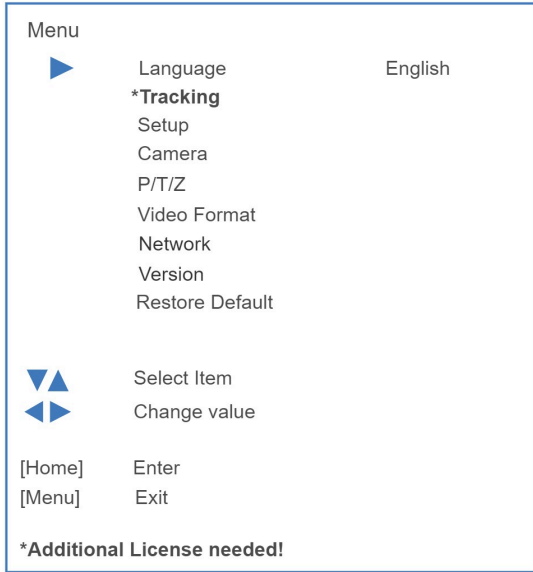 Menu
Language English
*Tracking
Setup
Camera
P/T/Z
Video Format
Network
Version
Restore Default
Select Item
Change value
[Home] Enter
[Menu] Exit
*Additional License needed!